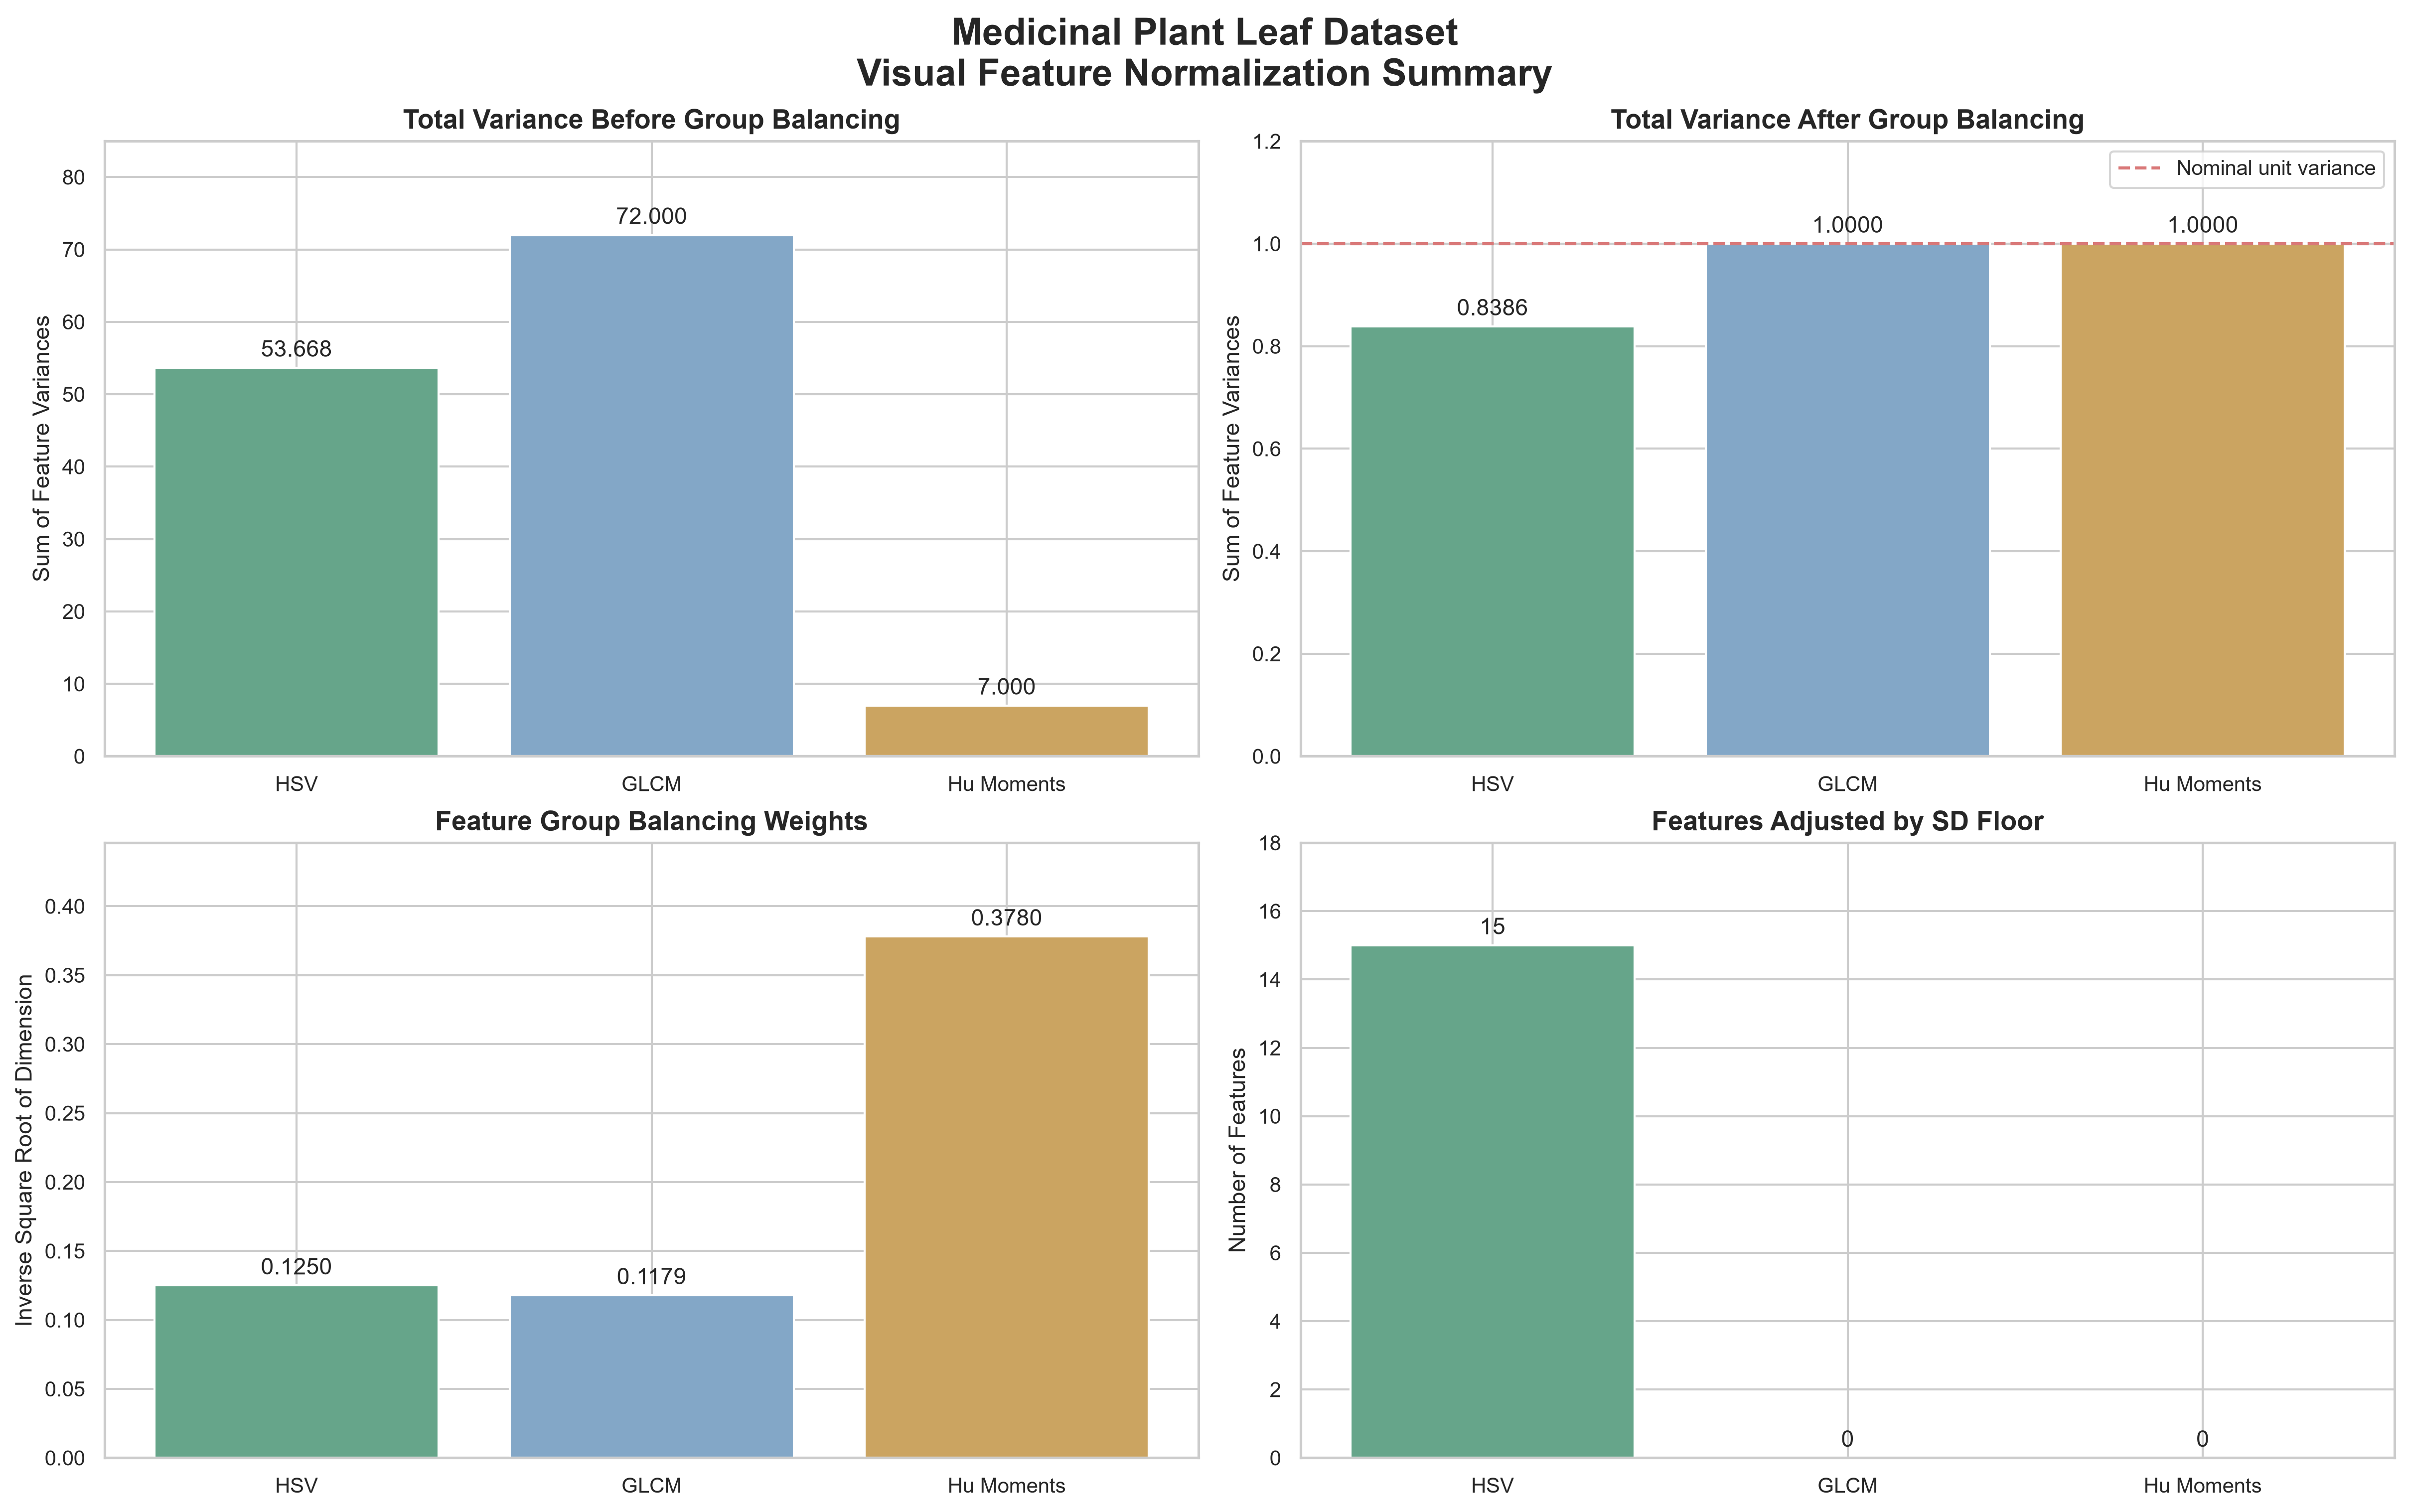 Medicinal Plant Leaf Dataset
Visual Feature Normalization Summary
Total Variance Before Group Balancing
Sum of Feature Variances
80
70
60
50
40
30
20
10
0
53.668
72.000
7.000
HSV
GLCM
Hu Moments
Total Variance After Group Balancing
Sum of Feature Variances
1.2
1.0
0.8
0.6
0.4
0.2
0.0
Nominal unit variance
0.8386
1.0000
1.0000
HSV
GLCM
Hu Moments
Feature Group Balancing Weights
Inverse Square Root of Dimension
0.40
0.35
0.30
0.25
0.20
0.15
0.10
0.05
0.00
0.1250
0.1179
0.3780
HSV
GLCM
Hu Moments
Features Adjusted by SD Floor
Number of Features
18
16
14
12
10
8
6
4
2
0
15
0
0
HSV
GLCM
Hu Moments